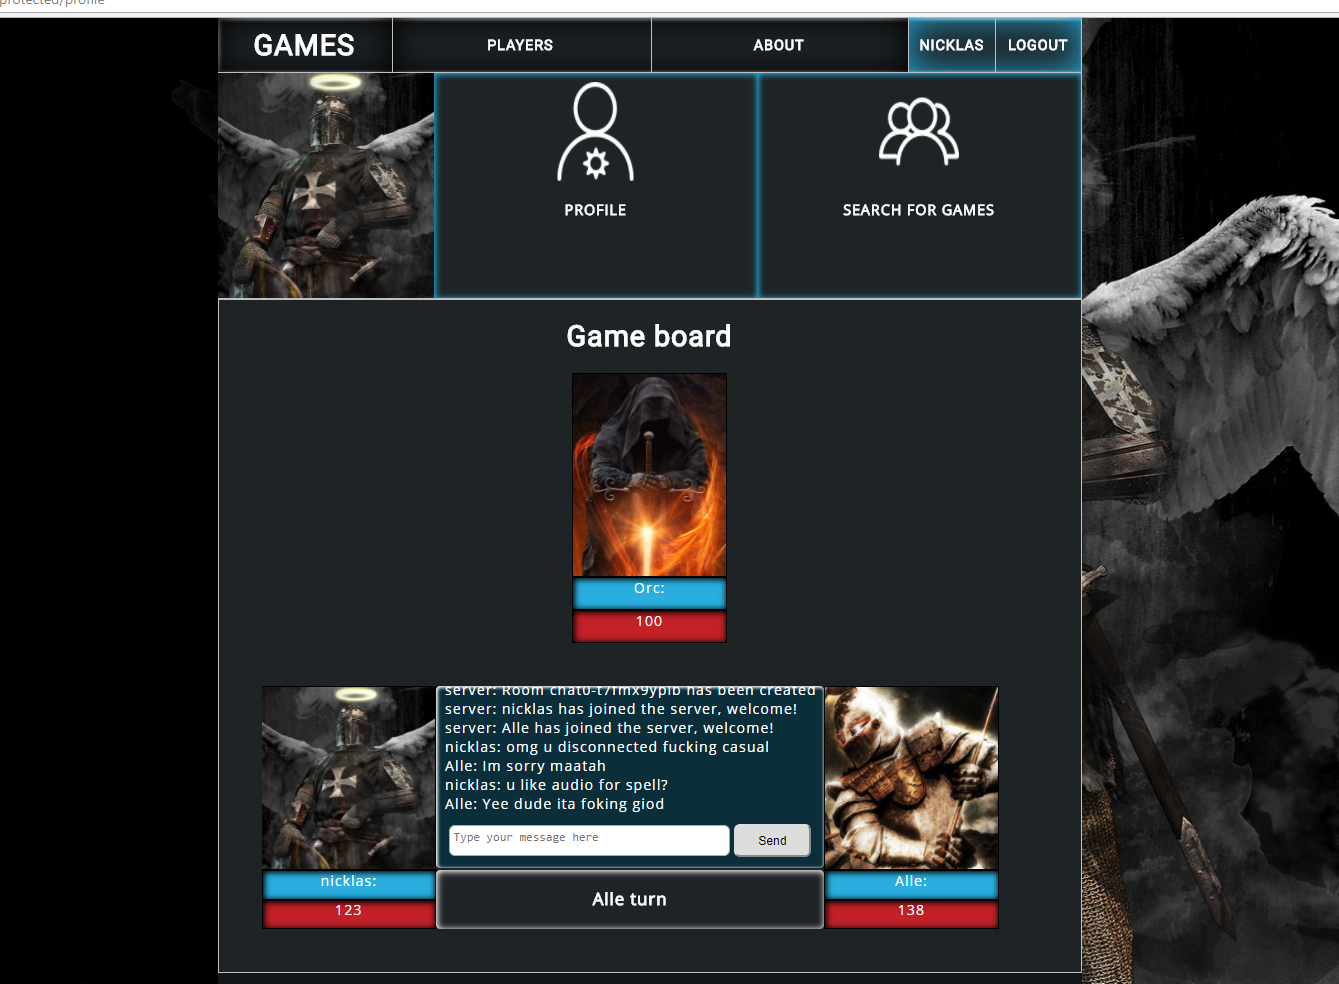 protected/profile
GAMES
PLAYERS
ABOUT
NICKLAS
LOGOUT
PROFILE
SEARCH FOR GAMES
Game board
Orc:
100
server: Room has been created
server: nicklas has joined the server, welcome!
server: Alle has joined the server, welcome!
nicklas: omg u disconnected fucking casual
Alle: Im sorry maatah
nicklas: u like audio for spell?
Alle: Yee dude ita foking giod
Type your message here
Send
nicklas:
123
Alle turn
Alle:
138